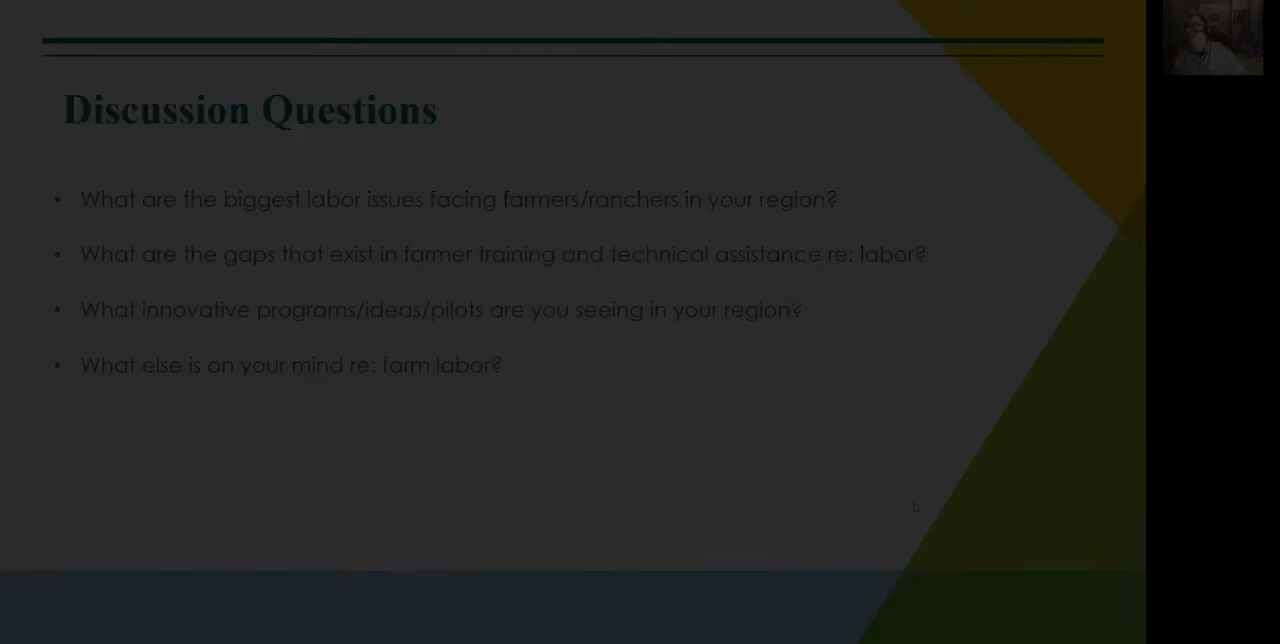 Discussion Questions
• What are the biggest labor issues facing farmers/ranchers in your region?
• What are the gaps that exist in farmer training and technical assistance re: labor?
• What innovative programs/ideas/pilots are you seeing in your region?
• What else is on your mind re: farm labor?